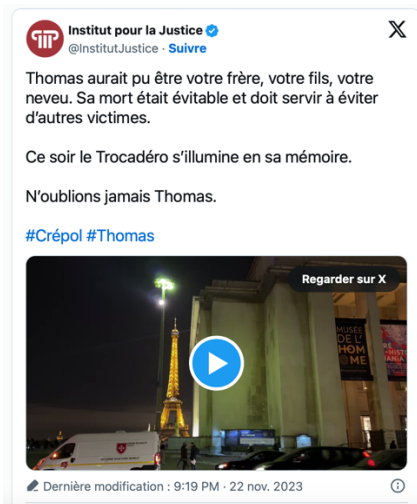 Institut pour la Justice
@InstitutJustice · Suivre
Thomas aurait pu être votre frère, votre fils, votre
neveu. Sa mort était évitable et doit servir à éviter
d’autres victimes.
Ce soir le Trocadéro s’illumine en sa mémoire.
N’oublions jamais Thomas.
#Crépol #Thomas
Regarder sur X
MUSÉE
DE L'
HOM
ME
Dernière modification : 9:19 PM · 22 nov. 2023